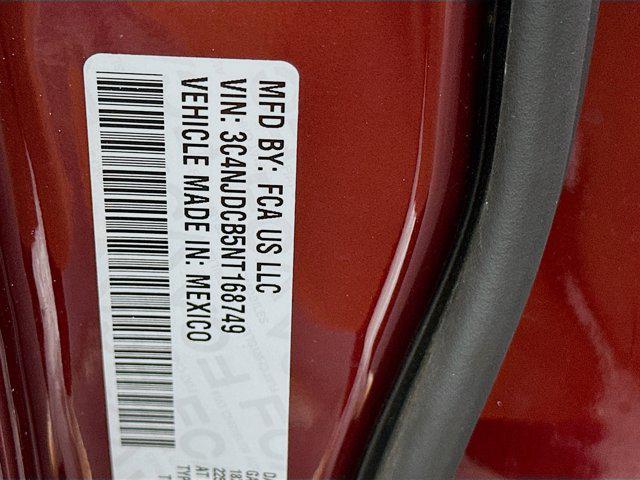 MFD BY: FCA US LLC
VIN: 3C4NJDCB5NT168749
VEHICLE MADE IN: MEXICO